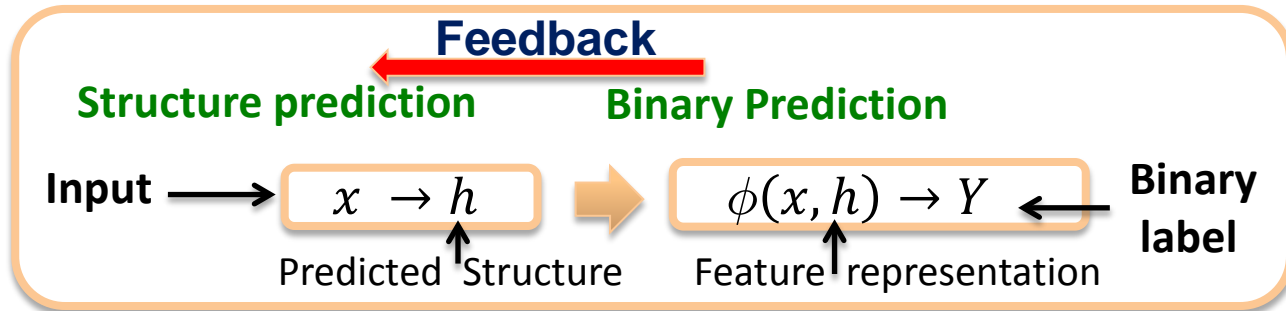 Feedback
Structure prediction
Binary Prediction
Input
x → h
ϕ(x, h) → Y
Binary
label
Predicted Structure
Feature representation